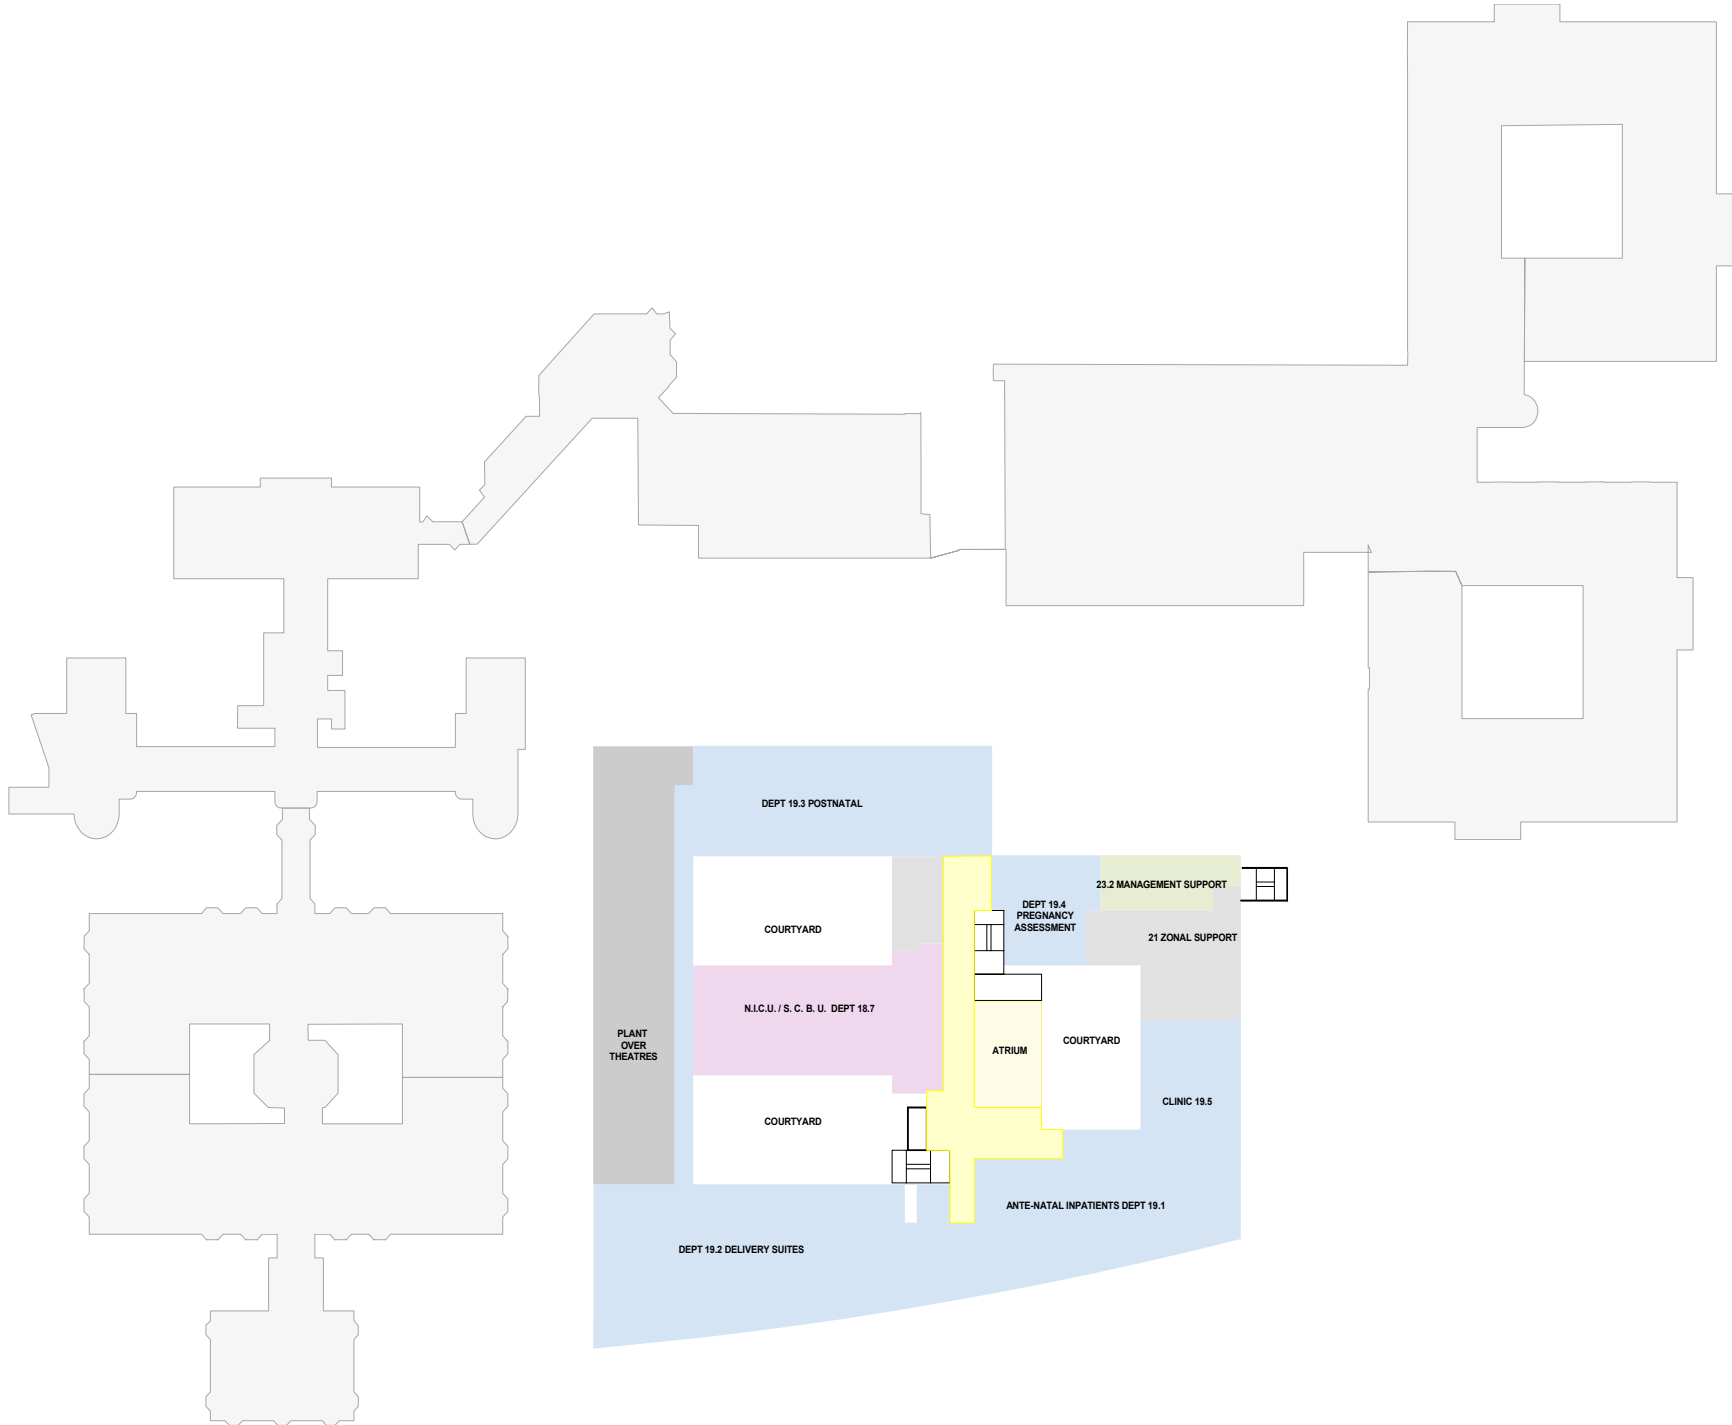 DEPT 19.3 POSTNATAL
23.2 MANAGEMENT SUPPORT
DEPT 19.4
PREGNANCY
ASSESSMENT
COURTYARD
21 ZONAL SUPPORT
N.I.C.U. / S. C. B. U.  DEPT 18.7
PLANT
OVER
THEATRES
ATRIUM
COURTYARD
CLINIC 19.5
COURTYARD
ANTE-NATAL INPATIENTS DEPT 19.1
DEPT 19.2 DELIVERY SUITES